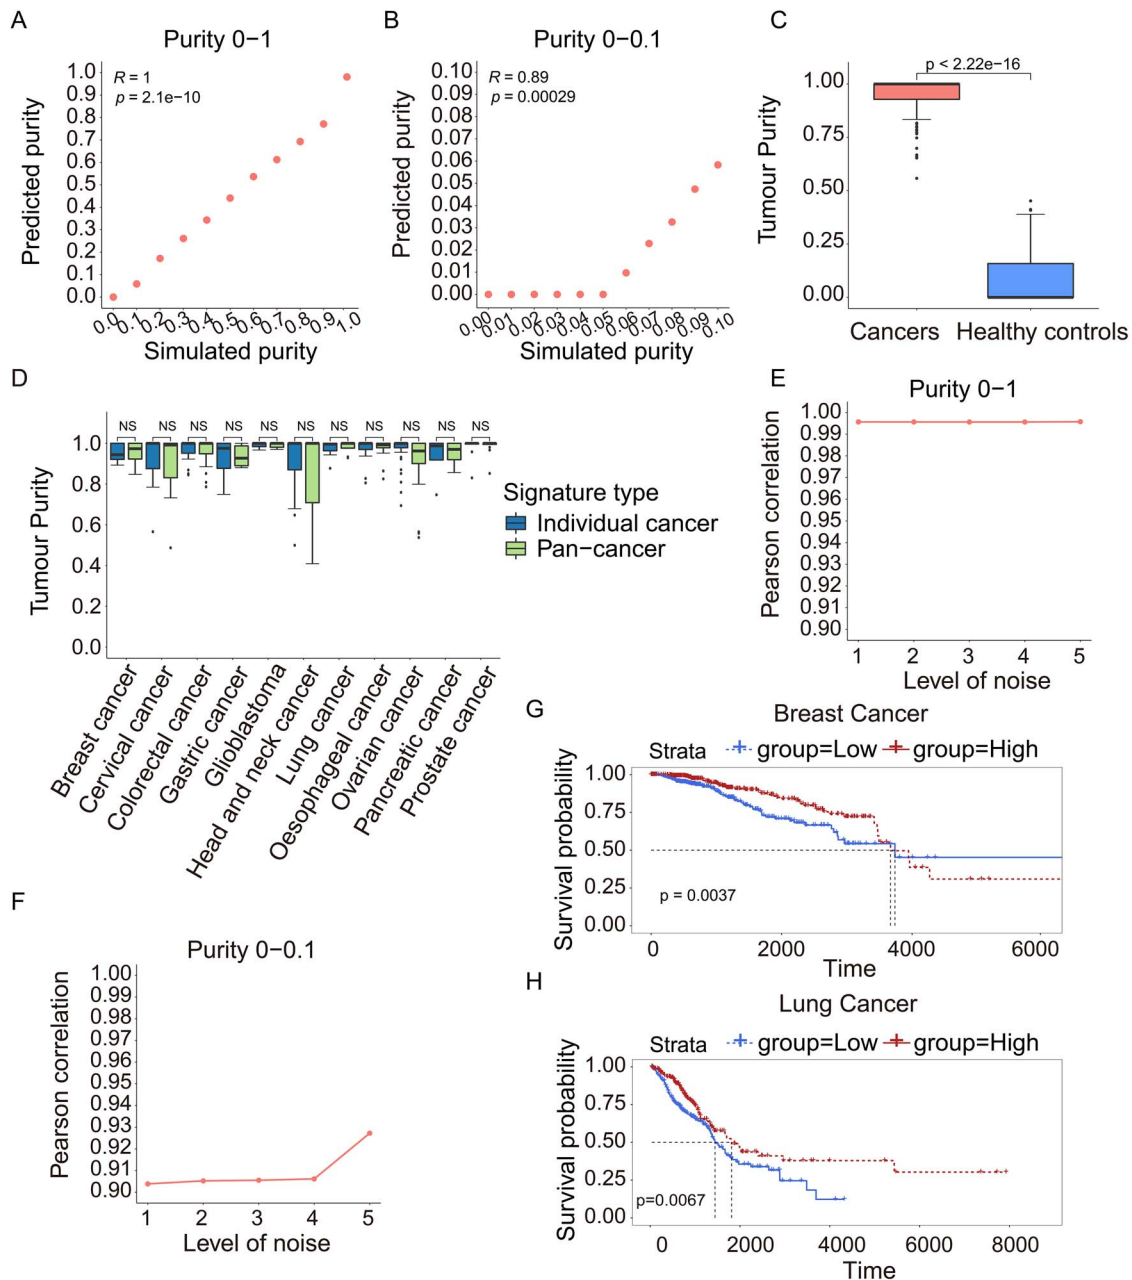 A
Purity 0−1
R = 1
p = 2.1e−10
Predicted purity
1.0
0.9
0.8
0.7
0.6
0.5
0.4
0.3
0.2
0.1
0.0
0.0 0.1 0.2 0.3 0.4 0.5 0.6 0.7 0.8 0.9 1.0
Simulated purity
B
Purity 0−0.1
R = 0.89
p = 0.00029
Predicted purity
0.10
0.09
0.08
0.07
0.06
0.05
0.04
0.03
0.02
0.01
0.00
0.00 0.01 0.02 0.03 0.04 0.05 0.06 0.07 0.08 0.09 0.10
Simulated purity
C
p < 2.22e−16
Tumour Purity
1.00
0.75
0.50
0.25
0.00
Cancers Healthy controls
D
NS NS NS NS NS NS NS NS NS NS NS
Tumour Purity
1.0
0.8
0.6
0.4
0.2
0.0
Breast cancer
Cervical cancer
Colorectal cancer
Gastric cancer
Glioblastoma
Head and neck cancer
Lung cancer
Oesophageal cancer
Ovarian cancer
Pancreatic cancer
Prostate cancer
Signature type
Individual cancer
Pan−cancer
E
Purity 0−1
Pearson correlation
1.00
0.99
0.98
0.97
0.96
0.95
0.94
0.93
0.92
0.91
0.90
1 2 3 4 5
Level of noise
F
Purity 0−0.1
Pearson correlation
1.00
0.99
0.98
0.97
0.96
0.95
0.94
0.93
0.92
0.91
0.90
1 2 3 4 5
Level of noise
G
Breast Cancer
Strata group=Low group=High
Survival probability
1.00
0.75
0.50
0.25
0.00
p = 0.0037
0 2000 4000 6000
Time
H
Lung Cancer
Strata group=Low group=High
Survival probability
1.00
0.75
0.50
0.25
0.00
p=0.0067
0 2000 4000 6000 8000
Time